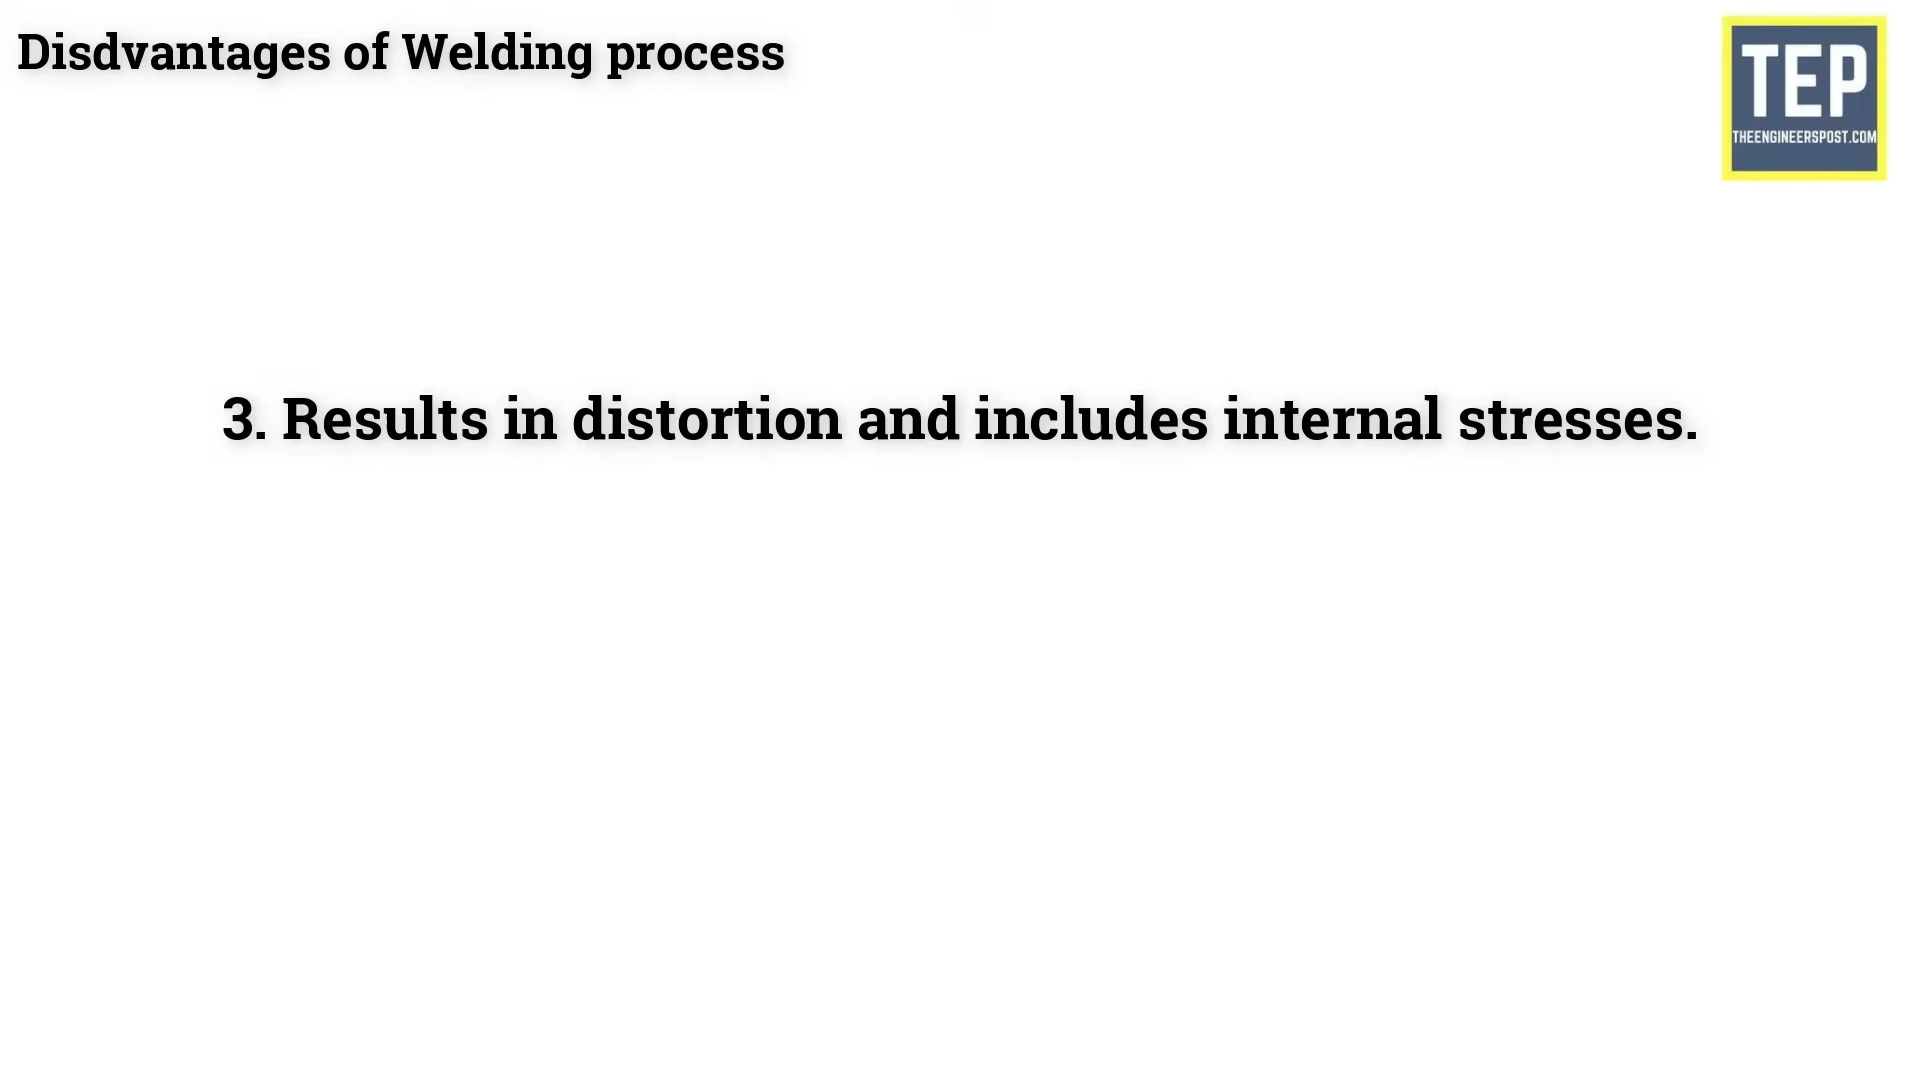 Disdvantages of Welding process
TEP
THEENGINEERSPOST.COM
3. Results in distortion and includes internal stresses.